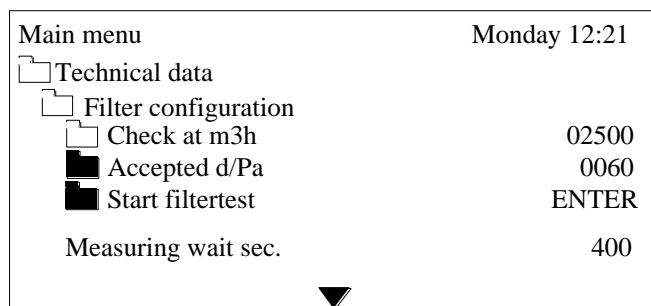 Main menu Monday 12:21
Technical data
Filter configuration
Check at m3h 02500
Accepted d/Pa 0060
Start filtertest ENTER
Measuring wait sec. 400